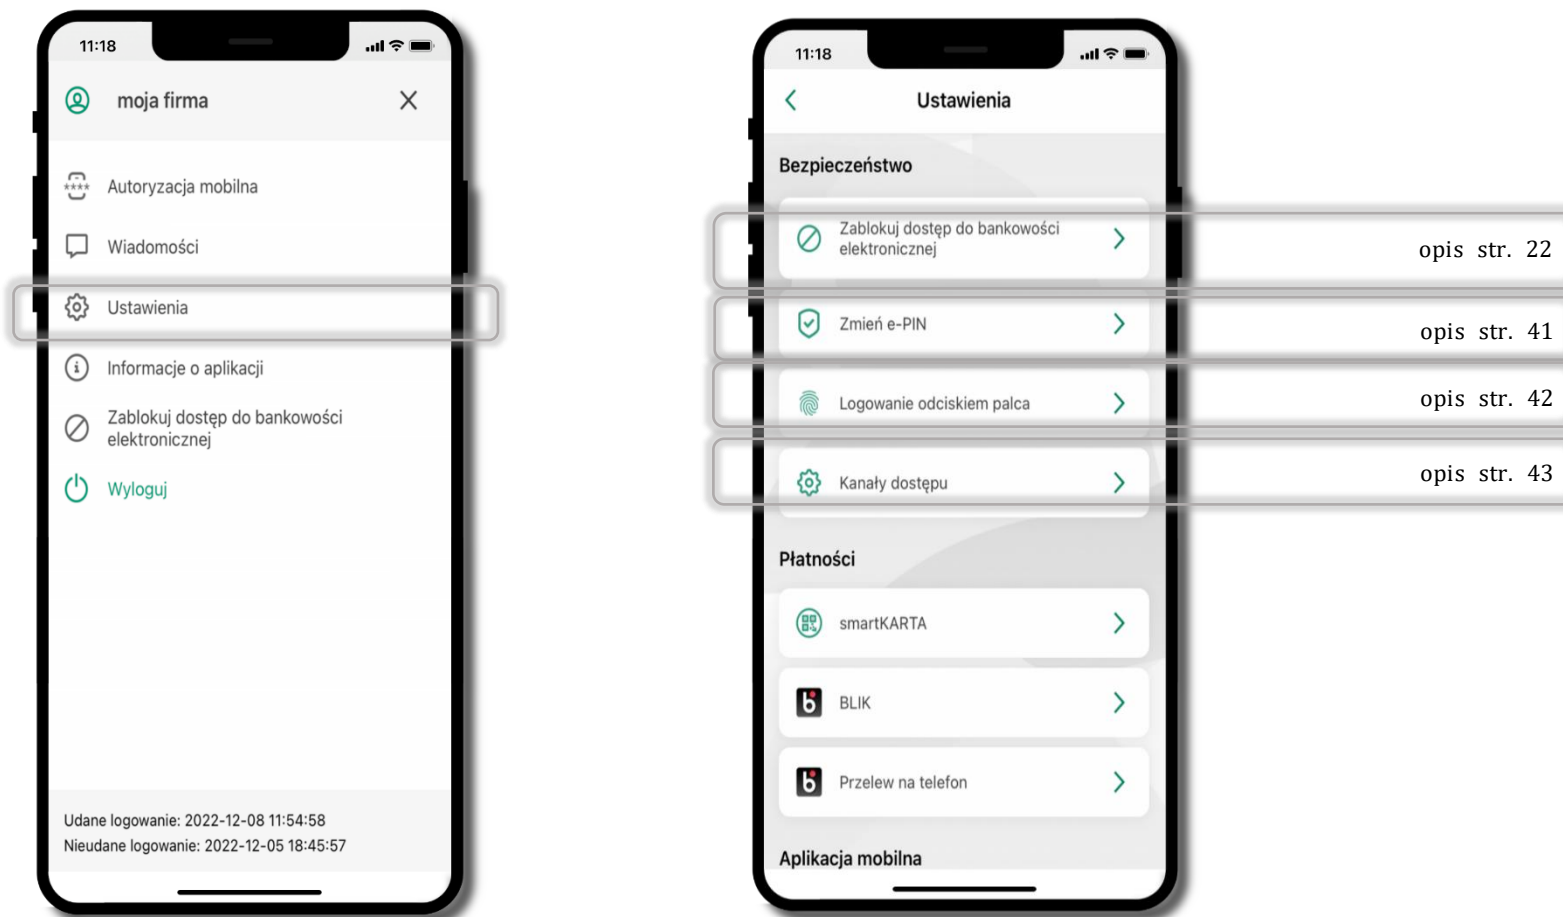 11:18
moja firma
Autoryzacja mobilna
Wiadomości
Ustawienia
Informacje o aplikacji
Zablokuj dostęp do bankowości
elektronicznej
Wyloguj
Udane logowanie: 2022-12-08 11:54:58
Nieudane logowanie: 2022-12-05 18:45:57
11:18
Ustawienia
Bezpieczeństwo
Zablokuj dostęp do bankowości
elektronicznej
opis str. 22
Zmień e-PIN
opis str. 41
Logowanie odciskiem palca
opis str. 42
Kanały dostępu
opis str. 43
Płatności
smartKARTA
BLIK
Przelew na telefon
Aplikacja mobilna